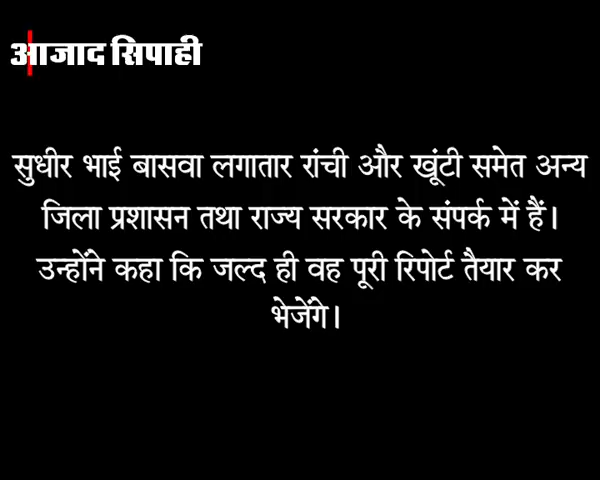 आजाद सिपाही
सुधीर भाई बासवा लगातार रांची और खूंटी समेत अन्य
जिला प्रशासन तथा राज्य सरकार के संपर्क में हैं।
उन्होंने कहा कि जल्द ही वह पूरी रिपोर्ट तैयार कर
भेजेंगे।